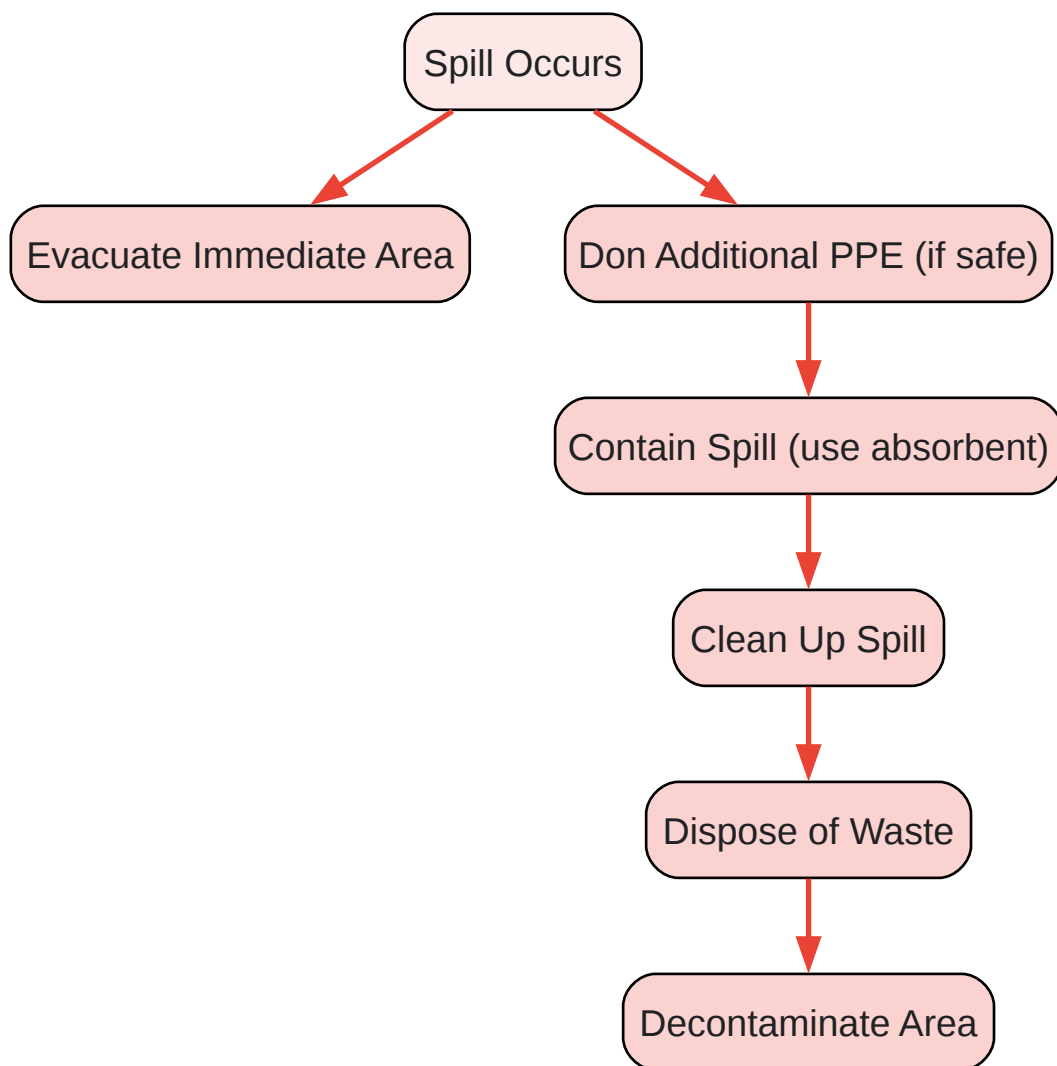 Spill Occurs
Evacuate Immediate Area
Don Additional PPE (if safe)
Contain Spill (use absorbent)
Clean Up Spill
Dispose of Waste
Decontaminate Area